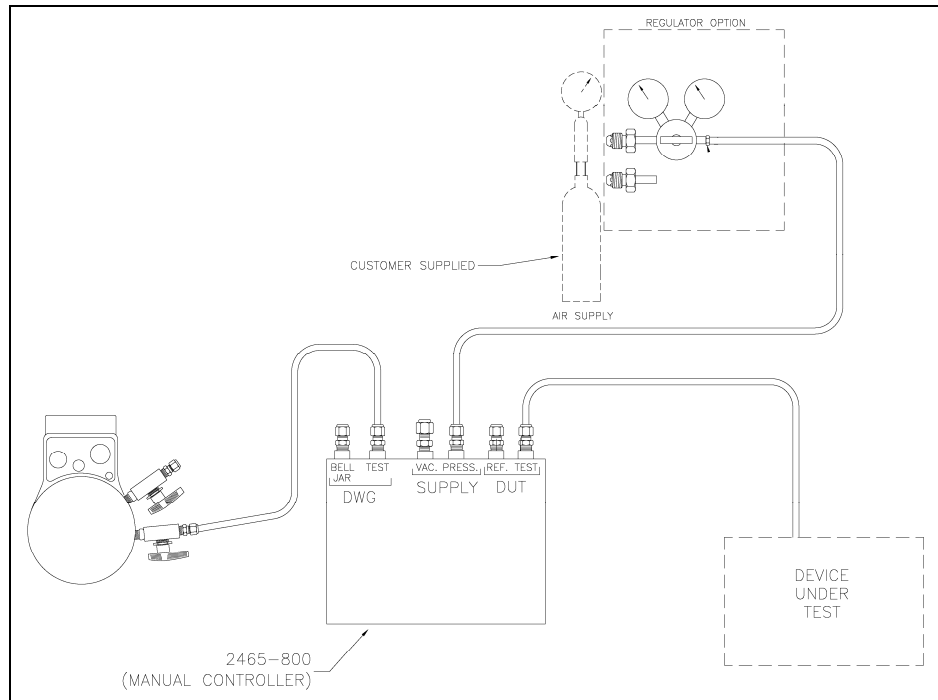 REGULATOR OPTION
CUSTOMER SUPPLIED
AIR SUPPLY
BELL JAR TEST
DWG
VAC. PRESS.
SUPPLY
REF. TEST
DUT
DEVICE
UNDER
TEST
2465-800
(MANUAL CONTROLLER)